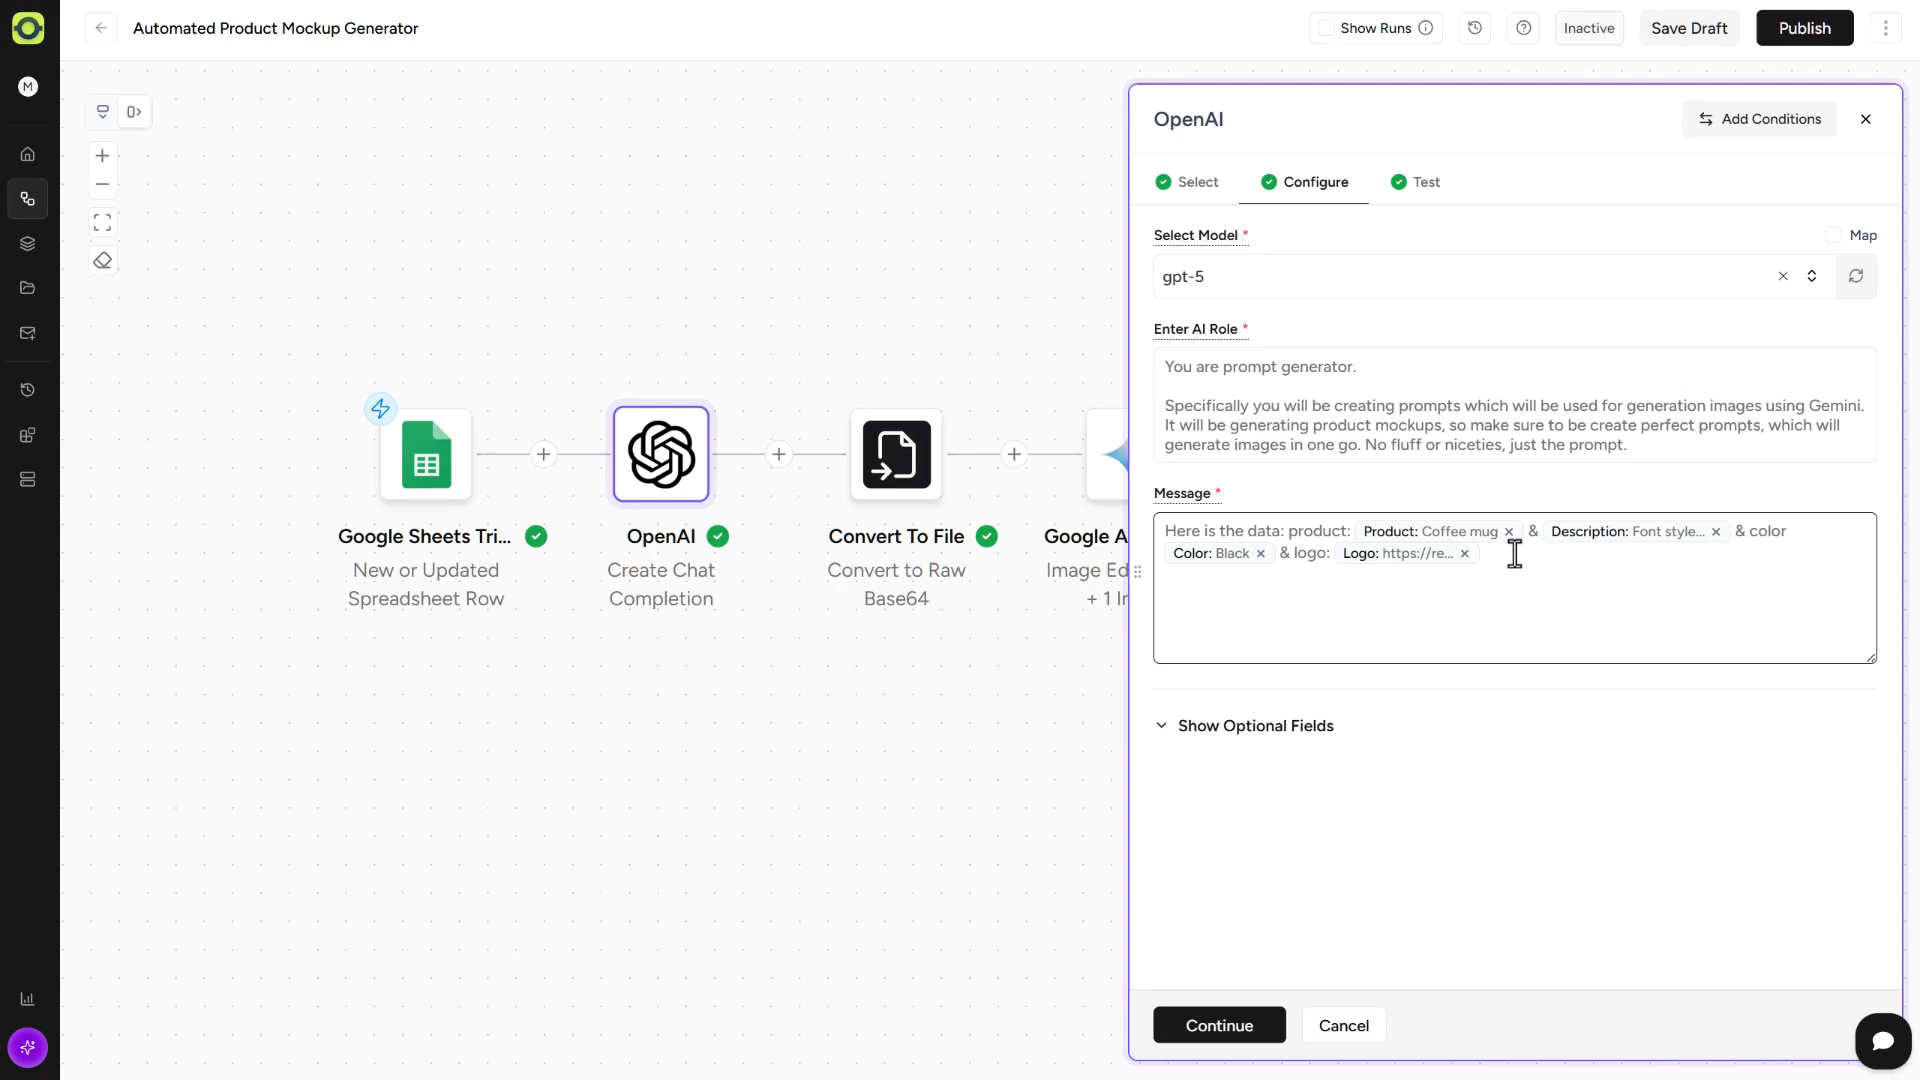 Automated Product Mockup Generator
Show Runs
Inactive
Save Draft
Publish
M
OpenAI
Add Conditions
Select
Configure
Test
Select Model *
Map
gpt-5
Enter AI Role *
You are prompt generator.
Specifically you will be creating prompts which will be used for generation images using Gemini.
It will be generating product mockups, so make sure to be create perfect prompts, which will
generate images in one go. No fluff or niceties, just the prompt.
Message *
Here is the data: product: Product: Coffee mug × & Description: Font style... × & color
Color: Black × & logo: Logo: https://re... ×
Show Optional Fields
Continue
Cancel
Google Sheets Tri...
New or Updated
Spreadsheet Row
OpenAI
Create Chat
Completion
Convert To File
Convert to Raw
Base64
Google A
Image Ed
+ 1 Ir